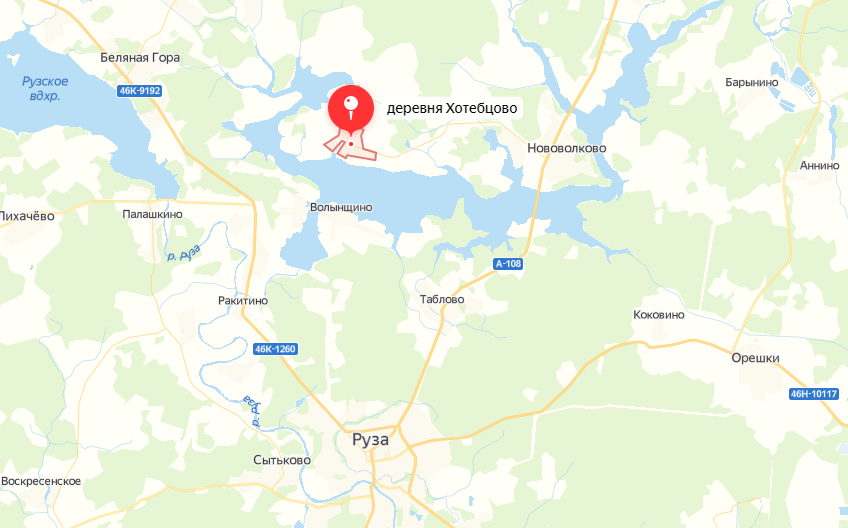 Беляная Гора
Рузское
вдхр.
46К-9192
Барынино
деревня Хотебцово
Нововолково
Аннино
Лихачёво
Палашкино
Волынщино
р. Руза
А-108
Ракитино
Таблово
Коковино
46К-1260
Орешки
46Н-10117
р. Руза
Руза
Сытьково
Воскресенское